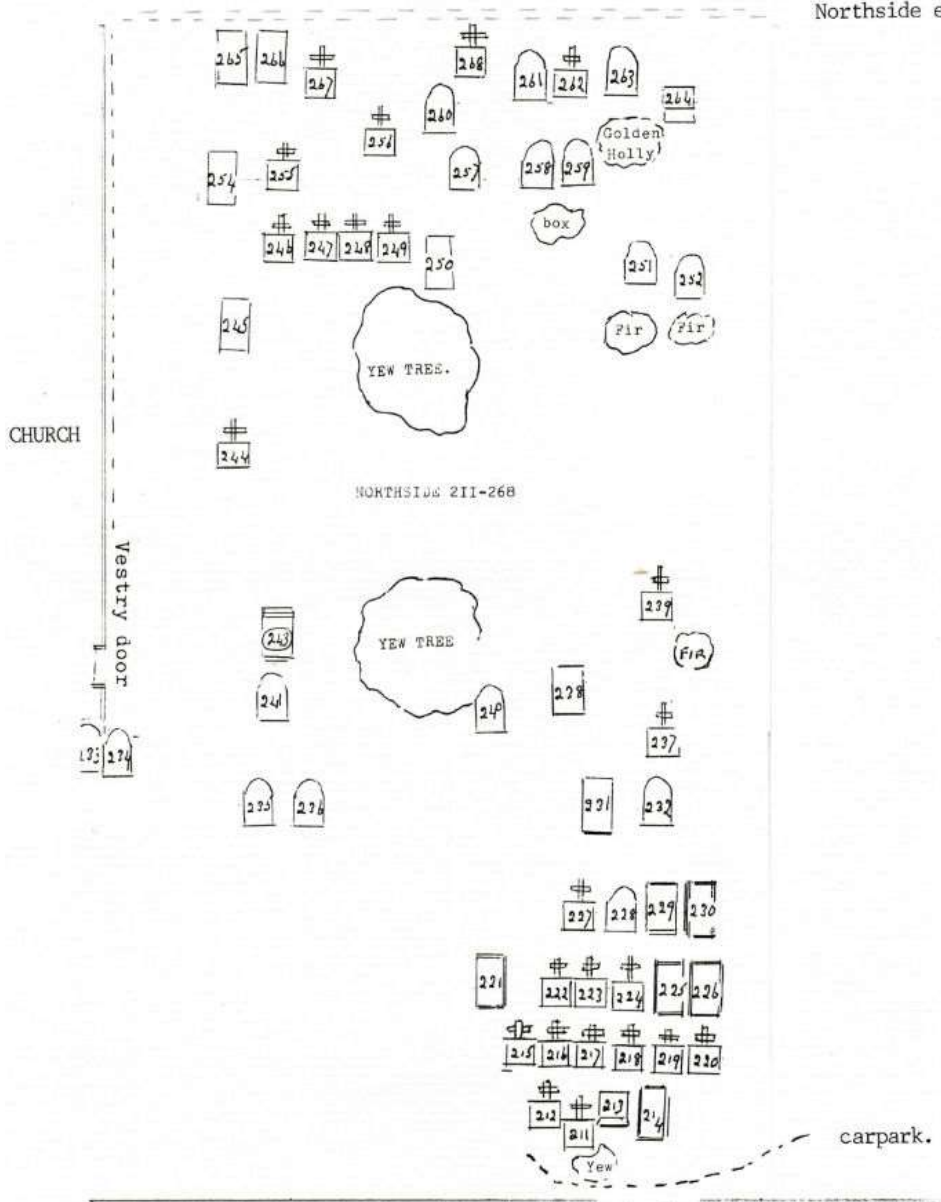 Northside e
265 266 267 268 261 262 263 264
260
256
Golden
Holly
254 255 257 258 259
box
246 247 248 249 250 251 252
245
Fir Fir
YEW TREE.
CHURCH
244
NORTHSIDE 2II-268
Vestry door
239
243
YEW TREE
FIR
241 240 238
237
234
235 236 231 232
227 228 229 230
221 222 223 224 225 226
215 216 217 218 219 220
212 211 213 214
Yew
carpark.